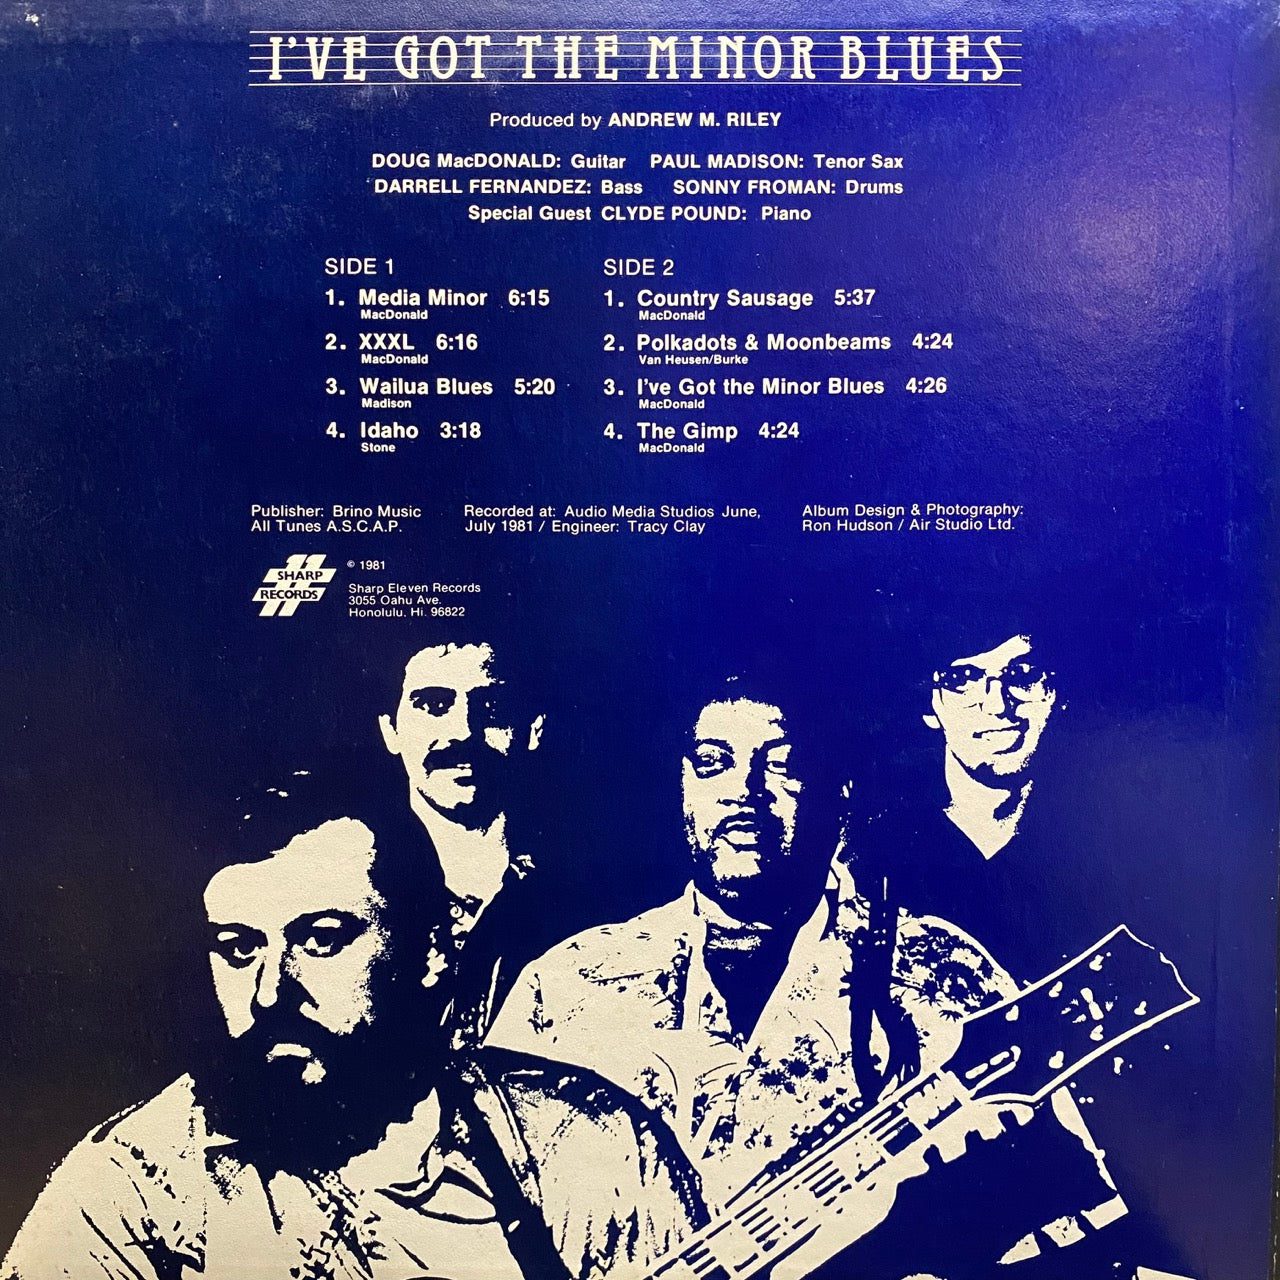 I'VE GOT THE MINOR BLUES
Produced by ANDREW M. RILEY
DOUG MacDONALD: Guitar PAUL MADISON: Tenor Sax
DARRELL FERNANDEZ: Bass SONNY FROMAN: Drums
Special Guest CLYDE POUND: Piano
SIDE 1
1. Media Minor 6:15
MacDonald
2. XXXL 6:16
MacDonald
3. Wailua Blues 5:20
Madison
4. Idaho 3:18
Stone
SIDE 2
1. Country Sausage 5:37
MacDonald
2. Polkadots & Moonbeams 4:24
Van Heusen/Burke
3. I've Got the Minor Blues 4:26
MacDonald
4. The Gimp 4:24
MacDonald
Publisher: Brino Music
All Tunes A.S.C.A.P.
Recorded at: Audio Media Studios June,
July 1981 / Engineer: Tracy Clay
Album Design & Photography:
Ron Hudson / Air Studio Ltd.
11
SHARP
RECORDS
© 1981
Sharp Eleven Records
3055 Oahu Ave.
Honolulu, Hi. 96822